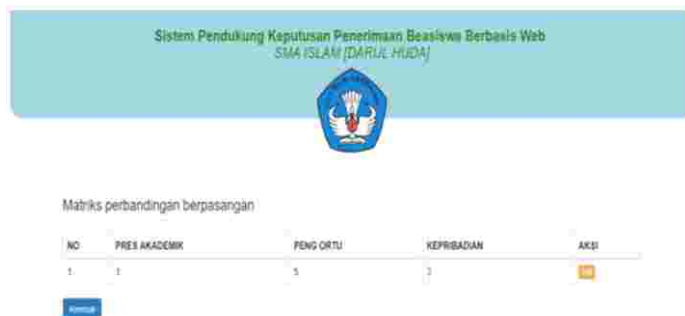 Sistem Pendukung Keputusan Penerimaan Beasiswa Berbasis Web
SMA ISLAM [DARUL HUDA]
Matriks perbandingan berpasangan
NO PRES AKADEMIK PENG ORTU KEPRIBADIAN AKSI
1 1 5 3
Kembali